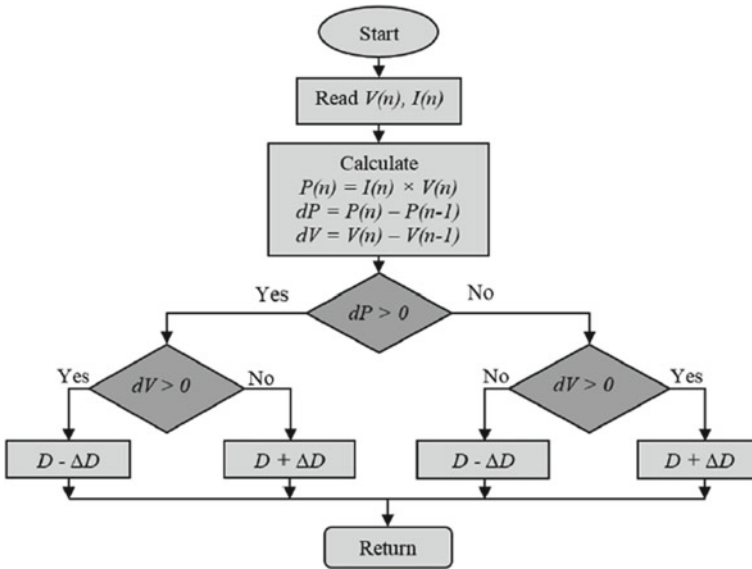 Start
Read V(n), I(n)
Calculate
P(n) = I(n) × V(n)
dP = P(n) – P(n-1)
dV = V(n) – V(n-1)
Yes
No
dP > 0
Yes
dV > 0
No
No
dV > 0
Yes
D - ΔD
D + ΔD
D - ΔD
D + ΔD
Return